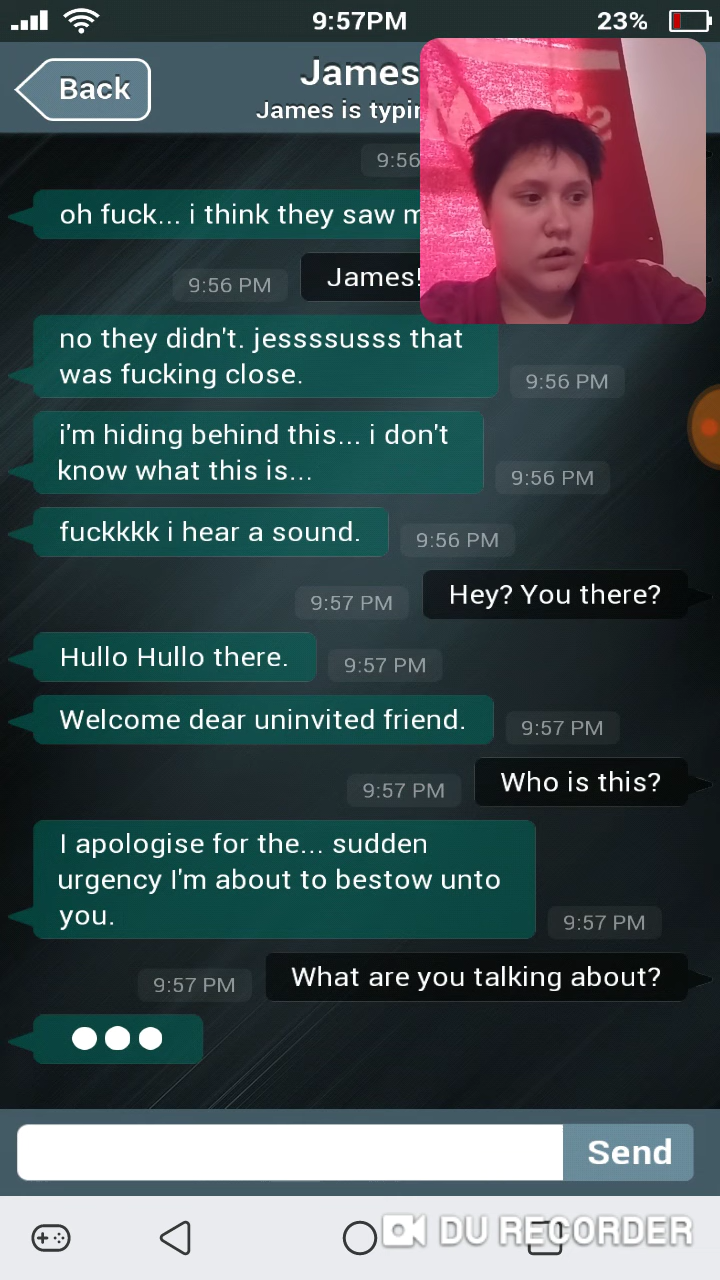 9:57PM
23%
Back
James
James is typi
9:56
oh fuck... i think they saw m
9:56 PM
James!
no they didn't. jessssusss that
was fucking close.
9:56 PM
i'm hiding behind this... i don't
know what this is...
9:56 PM
fuckkkk i hear a sound.
9:56 PM
9:57 PM
Hey? You there?
Hullo Hullo there.
9:57 PM
Welcome dear uninvited friend.
9:57 PM
9:57 PM
Who is this?
I apologise for the... sudden
urgency I'm about to bestow unto
you.
9:57 PM
9:57 PM
What are you talking about?
Send
DU RECORDER